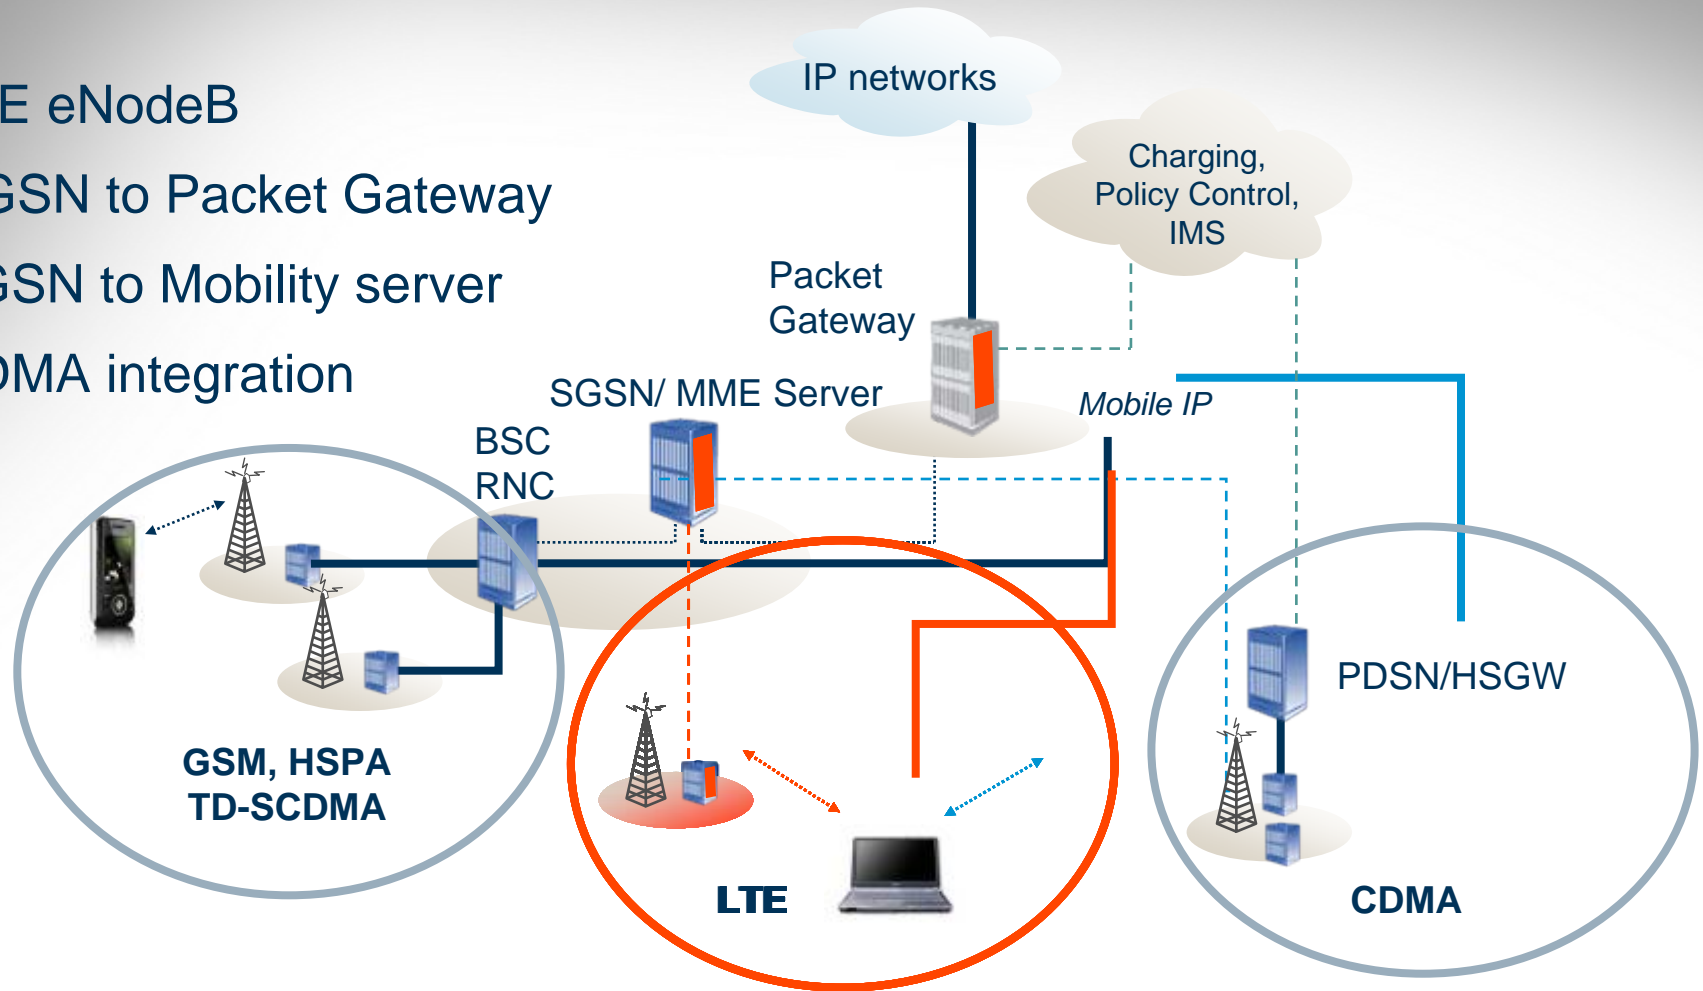 E eNodeB
GSN to Packet Gateway
GSN to Mobility server
DMA integration
IP networks
Charging,
Policy Control,
IMS
Packet
Gateway
SGSN/ MME Server
Mobile IP
BSC
RNC
PDSN/HSGW
GSM, HSPA
TD-SCDMA
LTE
CDMA